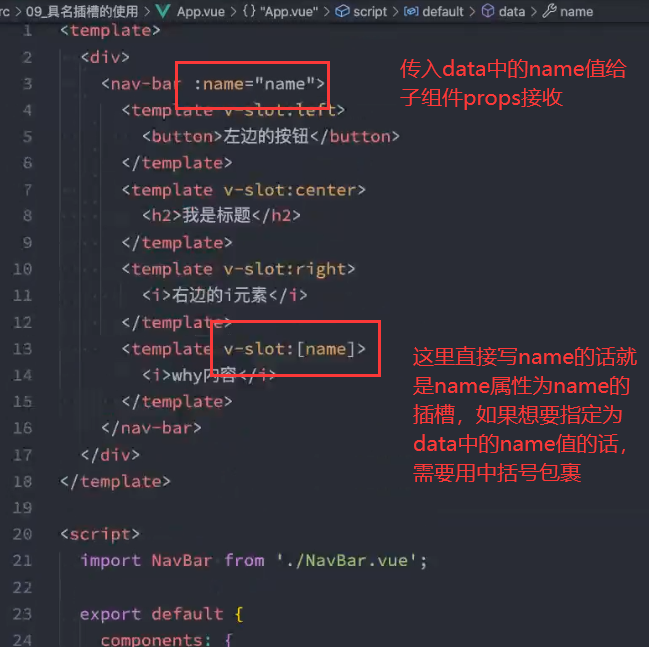 rc > 09_具名插槽的使用 > App.vue > {} "App.vue" > script > default > data > name
1 <template>
2 <div>
3 <nav-bar :name="name">
传入data中的name值给
子组件props接收
4 <template v-slot:left>
5 <button>左边的按钮</button>
6 </template>
7 <template v-slot:center>
8 <h2>我是标题</h2>
9 </template>
10 <template v-slot:right>
11 <i>右边的i元素</i>
12 </template>
13 <template v-slot:[name]>
14 <i>why内容</i>
15 </template>
16 </nav-bar>
17 </div>
18 </template>
这里直接写name的话就
是name属性为name的
插槽，如果想要指定为
data中的name值的话，
需要用中括号包裹
19
20 <script>
21 import NavBar from './NavBar.vue';
22
23 export default {
24 components: {